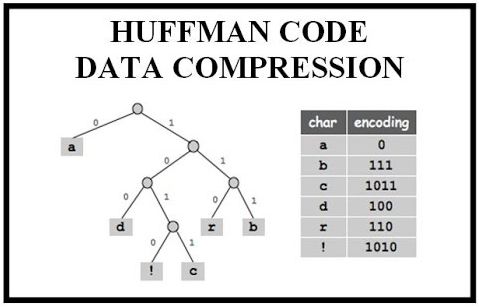 HUFFMAN CODE
DATA COMPRESSION
0 1
a
0 1
0 1 0 1
d r b
0 1
! c
char encoding
a 0
b 111
c 1011
d 100
r 110
! 1010